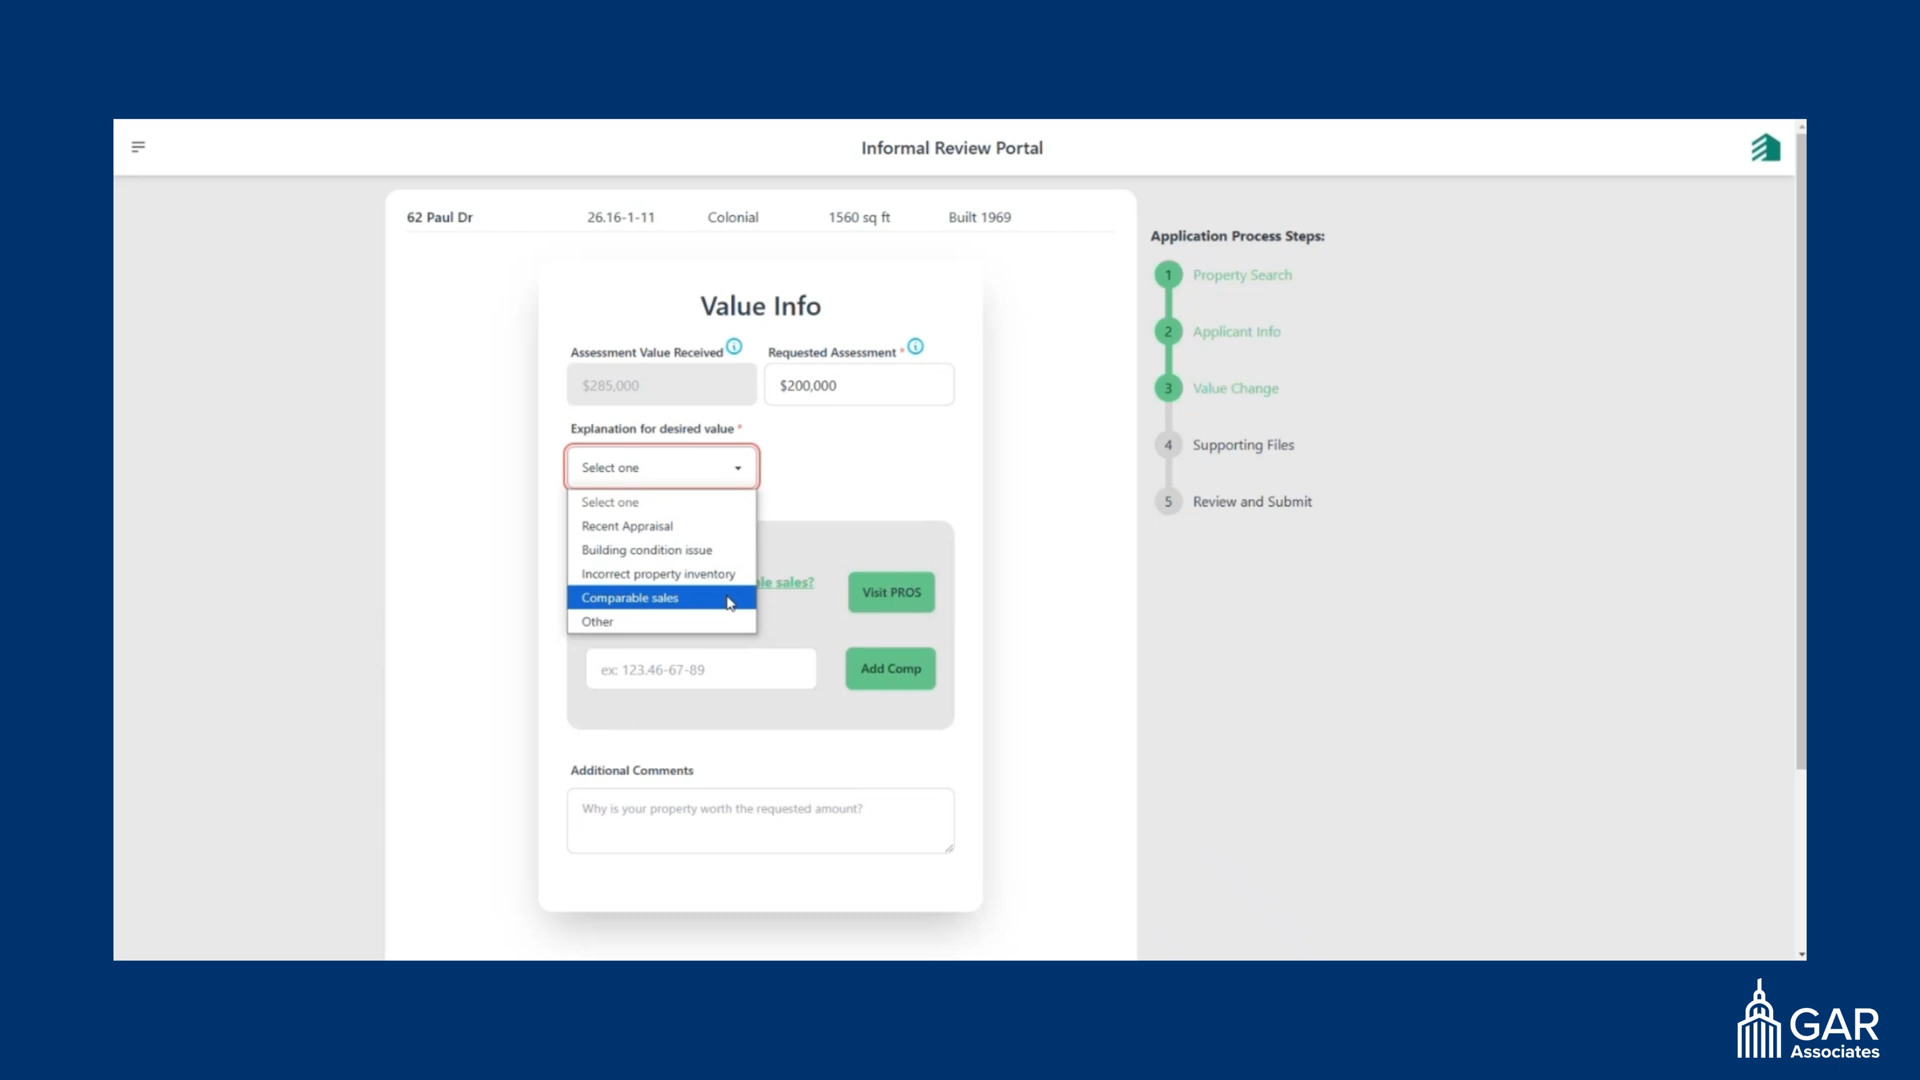 Informal Review Portal
62 Paul Dr 26.16-1-11 Colonial 1560 sq ft Built 1969
Value Info
Assessment Value Received
$285,000
Requested Assessment *
$200,000
Explanation for desired value *
Select one
Select one
Recent Appraisal
Building condition issue
Incorrect property inventory
Comparable sales
Other
sales?
Visit PROS
ex: 123.46-67-89
Add Comp
Additional Comments
Why is your property worth the requested amount?
Application Process Steps:
1 Property Search
2 Applicant Info
3 Value Change
4 Supporting Files
5 Review and Submit
GAR
Associates